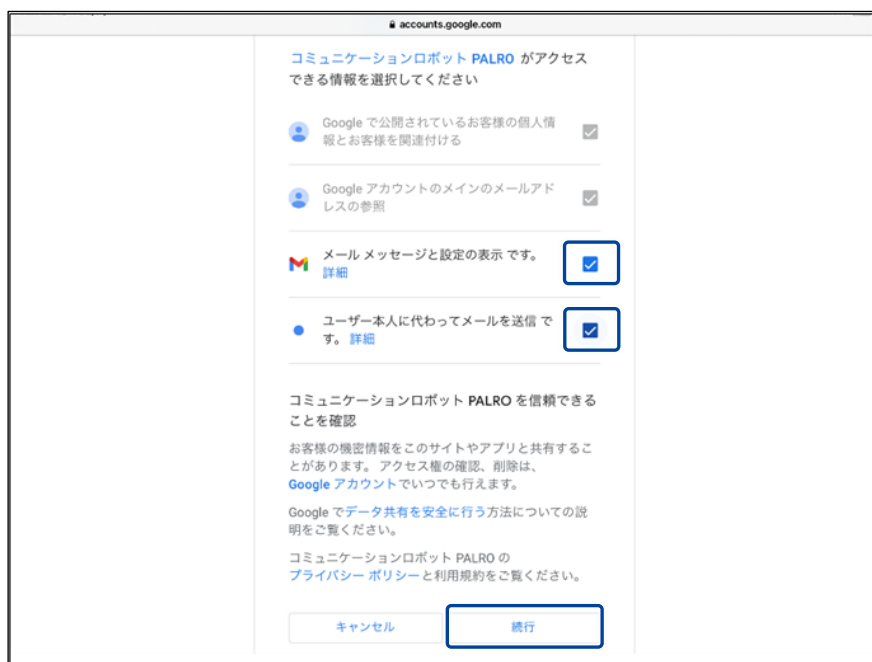 accounts.google.com
コミュニケーションロボット PALRO がアクセス
できる情報を選択してください
Google で公開されているお客様の個人情
報とお客様を関連付ける
Google アカウントのメインのメールアド
レスの参照
メール メッセージと設定の表示 です。
詳細
ユーザー本人に代わってメールを送信 で
す。 詳細
コミュニケーションロボット PALRO を信頼できる
ことを確認
お客様の機密情報をこのサイトやアプリと共有するこ
とがあります。 アクセス権の確認、削除は、
Google アカウントでいつでも行えます。
Google でデータ共有を安全に行う方法についての説
明をご覧ください。
コミュニケーションロボット PALRO の
プライバシー ポリシーと利用規約をご覧ください。
キャンセル 続行